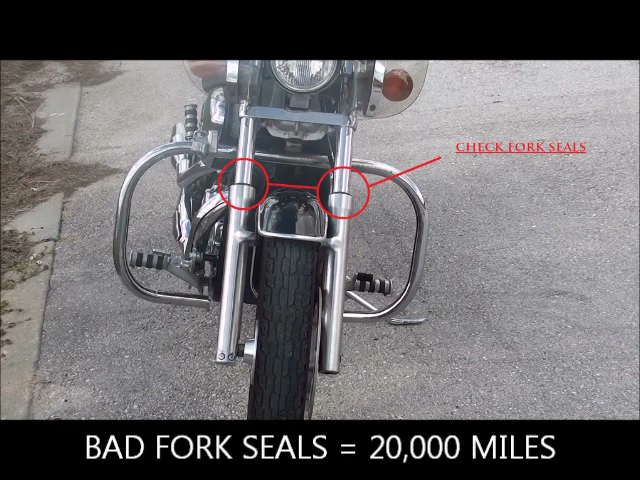 CHECK FORK SEALS
BAD FORK SEALS = 20,000 MILES